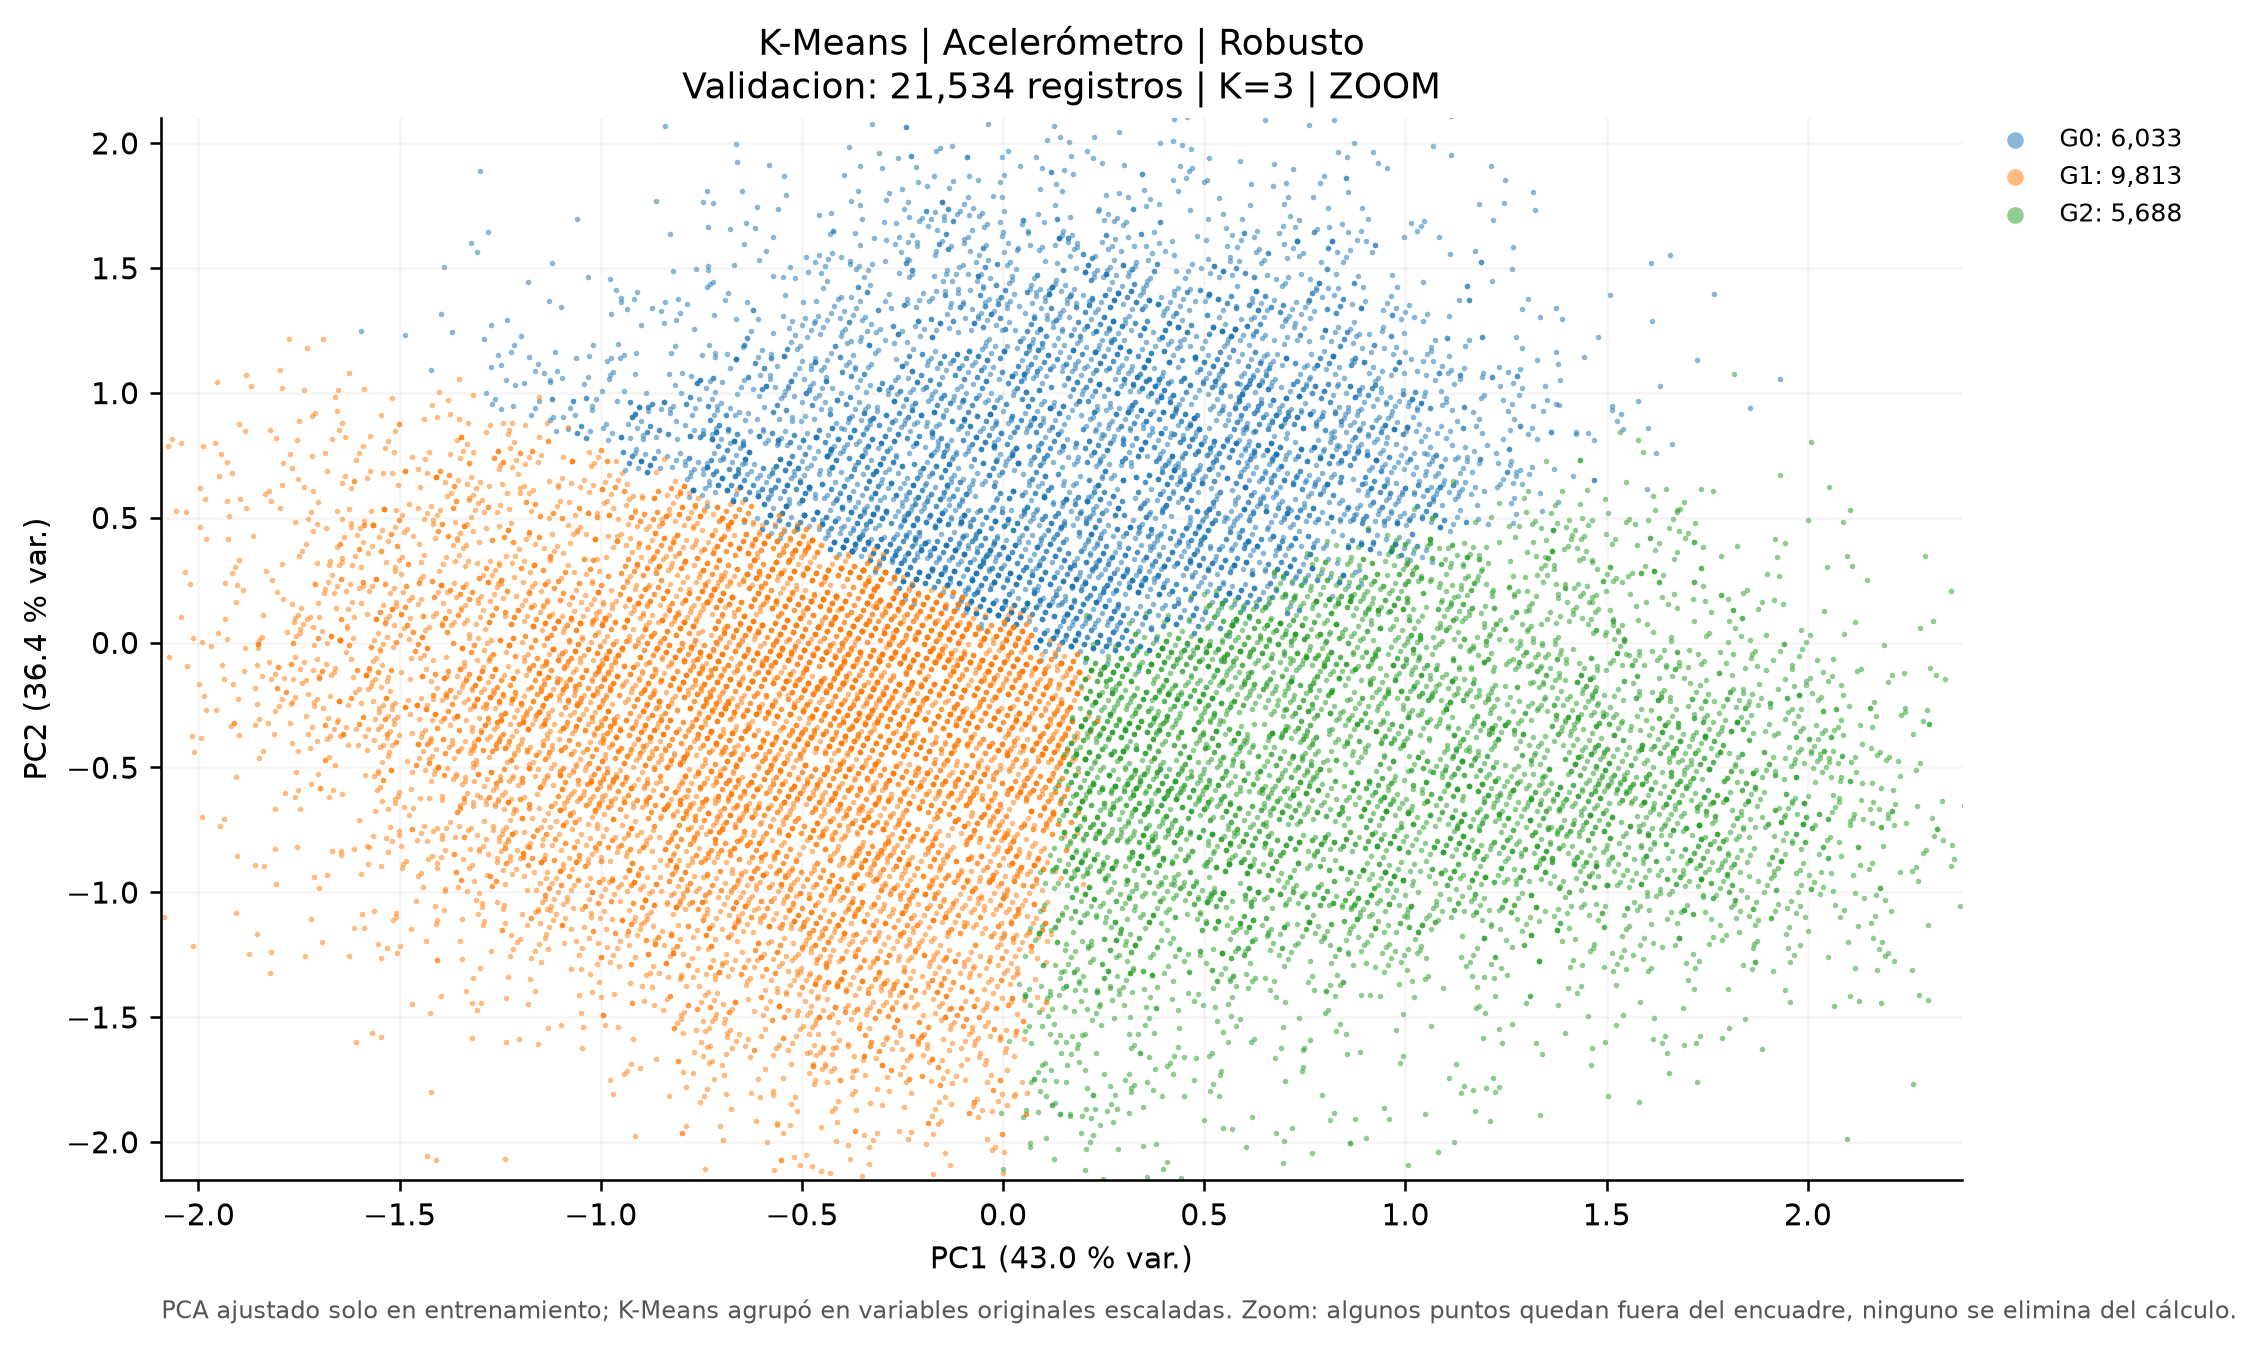 K-Means | Acelerómetro | Robusto
Validacion: 21,534 registros | K=3 | ZOOM
G0: 6,033
G1: 9,813
G2: 5,688
PC2 (36.4 % var.)
2.0
1.5
1.0
0.5
0.0
−0.5
−1.0
−1.5
−2.0
−2.0 −1.5 −1.0 −0.5 0.0 0.5 1.0 1.5 2.0
PC1 (43.0 % var.)
PCA ajustado solo en entrenamiento; K-Means agrupó en variables originales escaladas. Zoom: algunos puntos quedan fuera del encuadre, ninguno se elimina del cálculo.